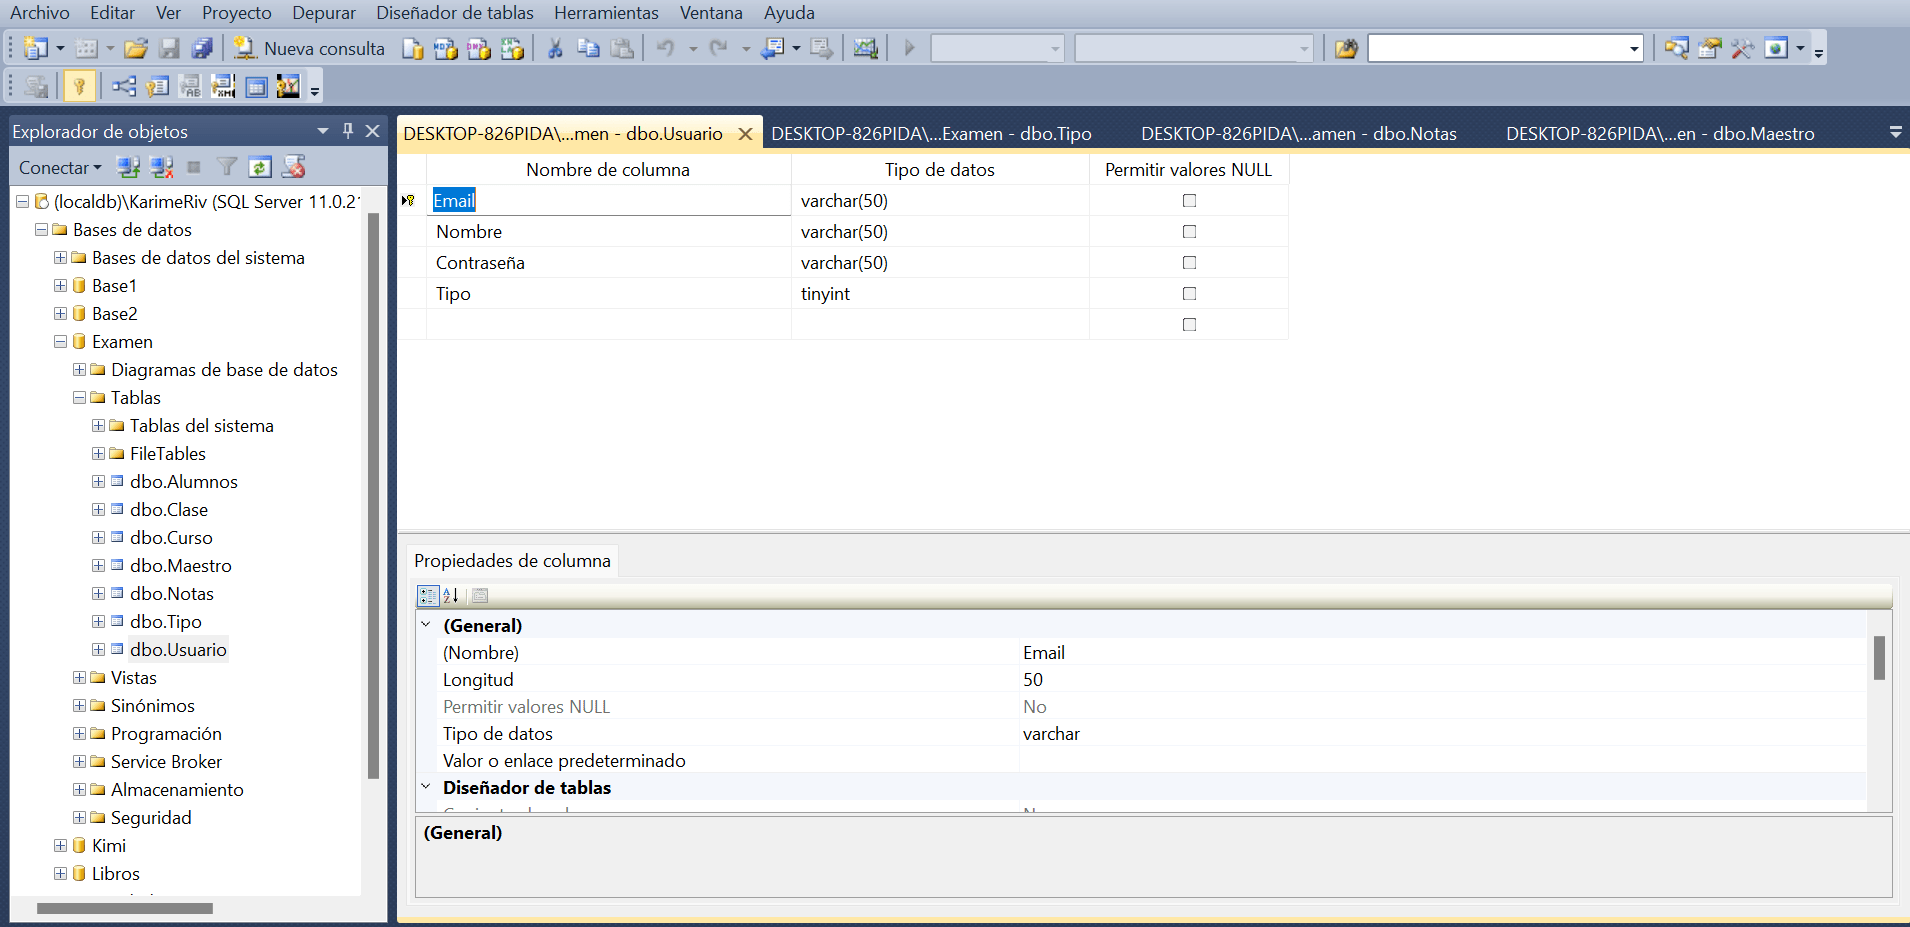 Archivo Editar Ver Proyecto Depurar Diseñador de tablas Herramientas Ventana Ayuda
Nueva consulta
Explorador de objetos
Conectar
(localdb)\KarimeRiv (SQL Server 11.0.21
Bases de datos
Bases de datos del sistema
Base1
Base2
Examen
Diagramas de base de datos
Tablas
Tablas del sistema
FileTables
dbo.Alumnos
dbo.Clase
dbo.Curso
dbo.Maestro
dbo.Notas
dbo.Tipo
dbo.Usuario
Vistas
Sinónimos
Programación
Service Broker
Almacenamiento
Seguridad
Kimi
Libros
DESKTOP-826PIDA\...men - dbo.Usuario DESKTOP-826PIDA\...Examen - dbo.Tipo DESKTOP-826PIDA\...amen - dbo.Notas DESKTOP-826PIDA\...en - dbo.Maestro
Nombre de columna Tipo de datos Permitir valores NULL
Email varchar(50)
Nombre varchar(50)
Contraseña varchar(50)
Tipo tinyint
Propiedades de columna
(General)
(Nombre) Email
Longitud 50
Permitir valores NULL No
Tipo de datos varchar
Valor o enlace predeterminado
Diseñador de tablas
(General)